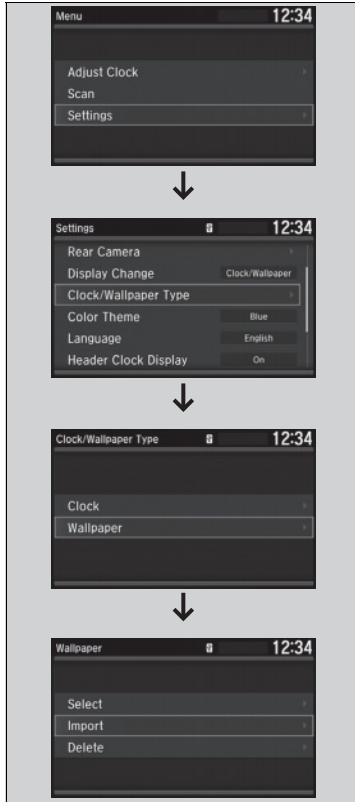 Menu 12:34
Adjust Clock
Scan
Settings
Settings 12:34
Rear Camera
Display Change Clock/Wallpaper
Clock/Wallpaper Type
Color Theme Blue
Language English
Header Clock Display On
Clock/Wallpaper Type 12:34
Clock
Wallpaper
Wallpaper 12:34
Select
Import
Delete